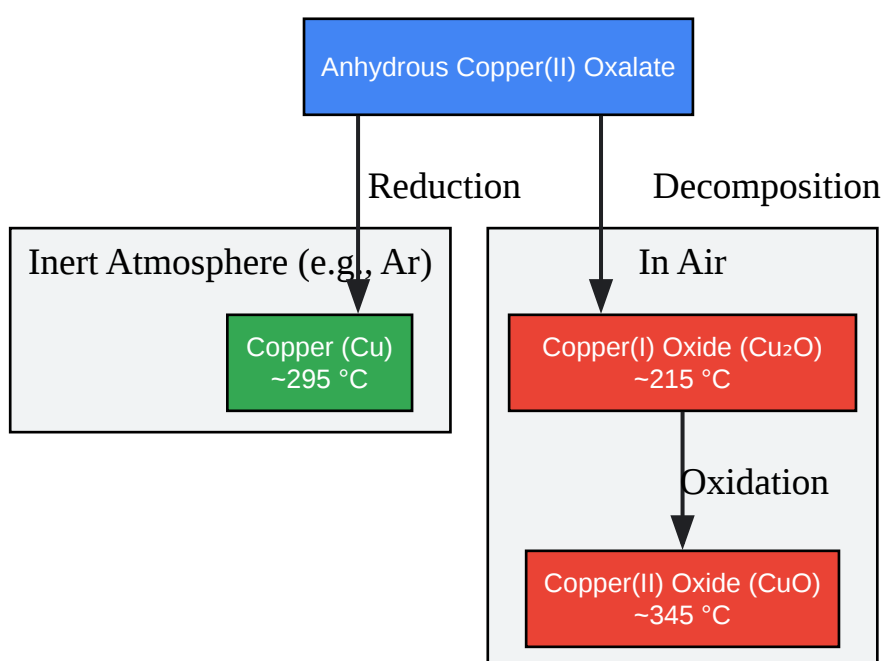 Anhydrous Copper(II) Oxalate
Reduction
Decomposition
Inert Atmosphere (e.g., Ar)
In Air
Copper (Cu)
~295 °C
Copper(I) Oxide (Cu₂O)
~215 °C
Oxidation
Copper(II) Oxide (CuO)
~345 °C